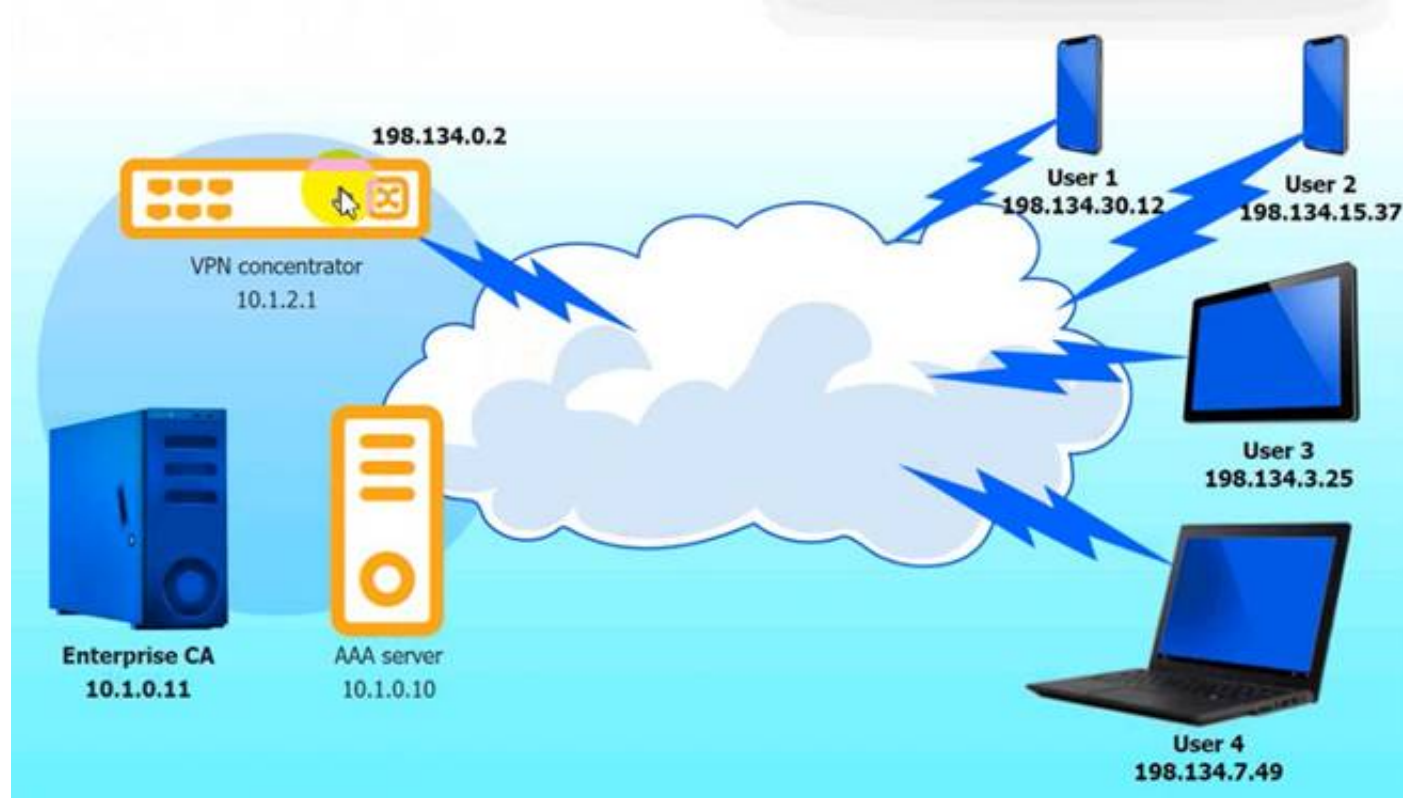 198.134.0.2
VPN concentrator
10.1.2.1
User 1
198.134.30.12
User 2
198.134.15.37
User 3
198.134.3.25
Enterprise CA
10.1.0.11
AAA server
10.1.0.10
User 4
198.134.7.49